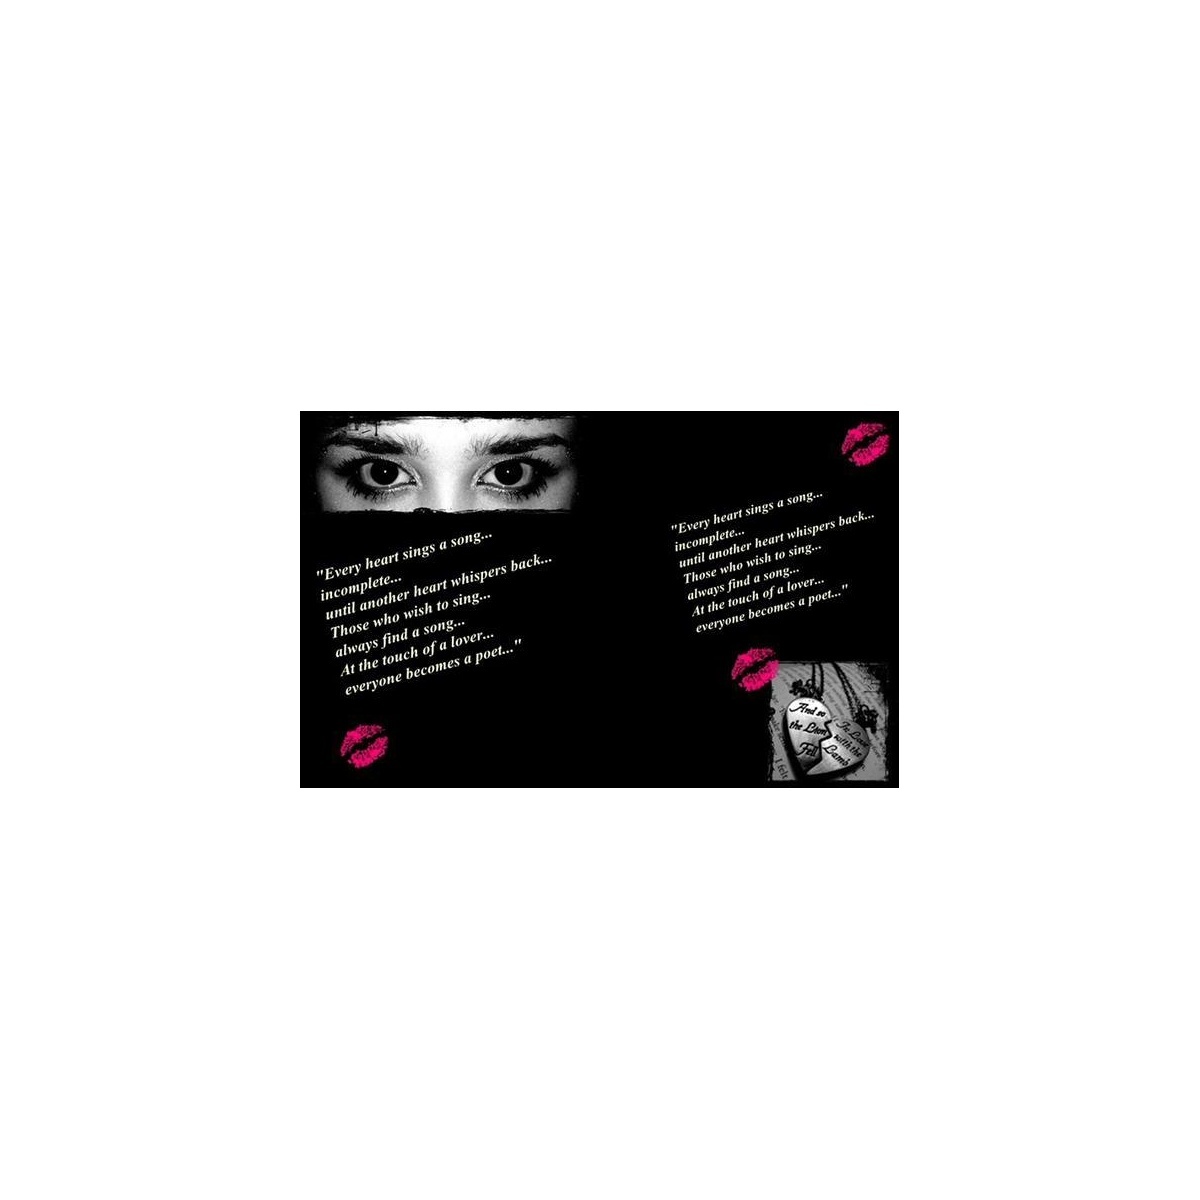 "Every heart sings a song...
incomplete...
until another heart whispers back...
Those who wish to sing...
always find a song...
At the touch of a lover...
everyone becomes a poet..."
"Every heart sings a song...
incomplete...
until another heart whispers back...
Those who wish to sing...
always find a song...
At the touch of a lover...
everyone becomes a poet..."
And so
the Lion
Fell
In Love
with the
Lamb
I felt